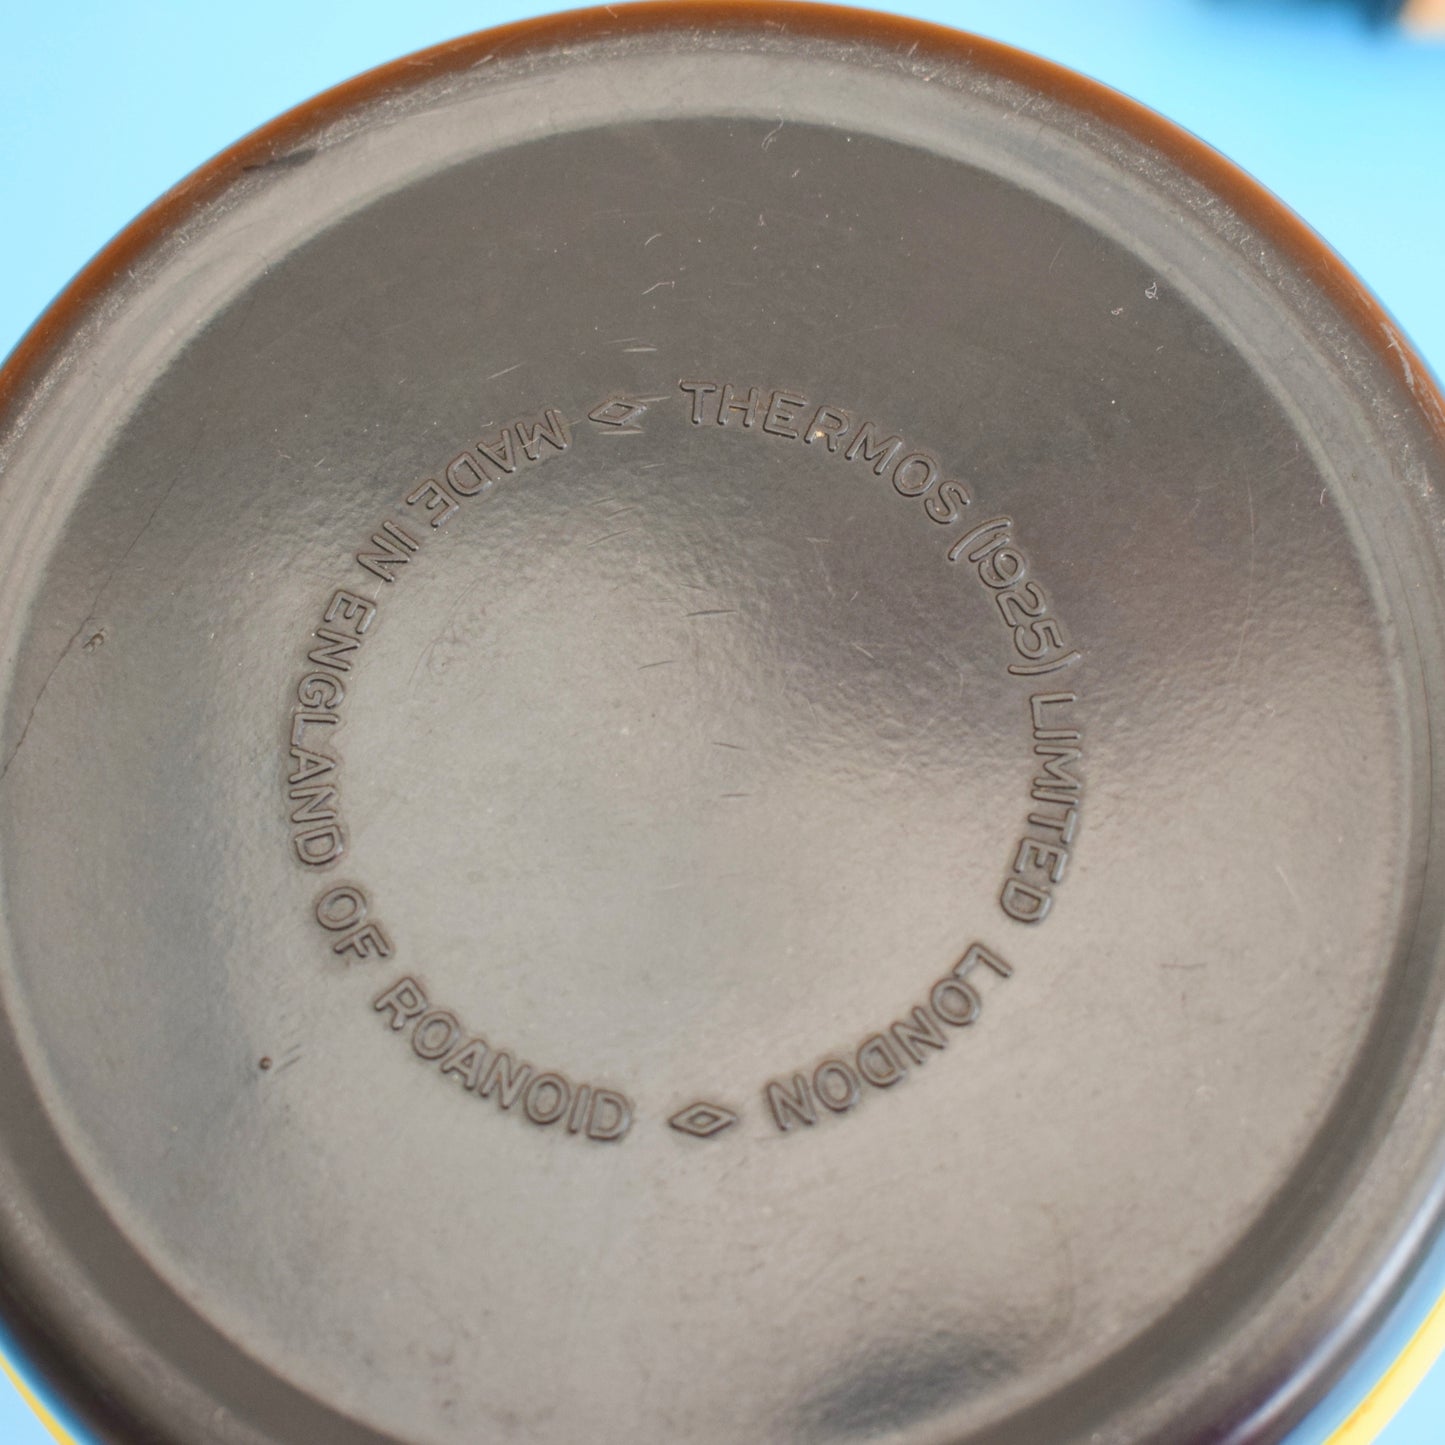 THERMOS (1925) LIMITED LONDON
MADE IN ENGLAND OF ROANOID